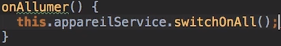 onAllumer() {
this.appareilService.switchOnAll();
}